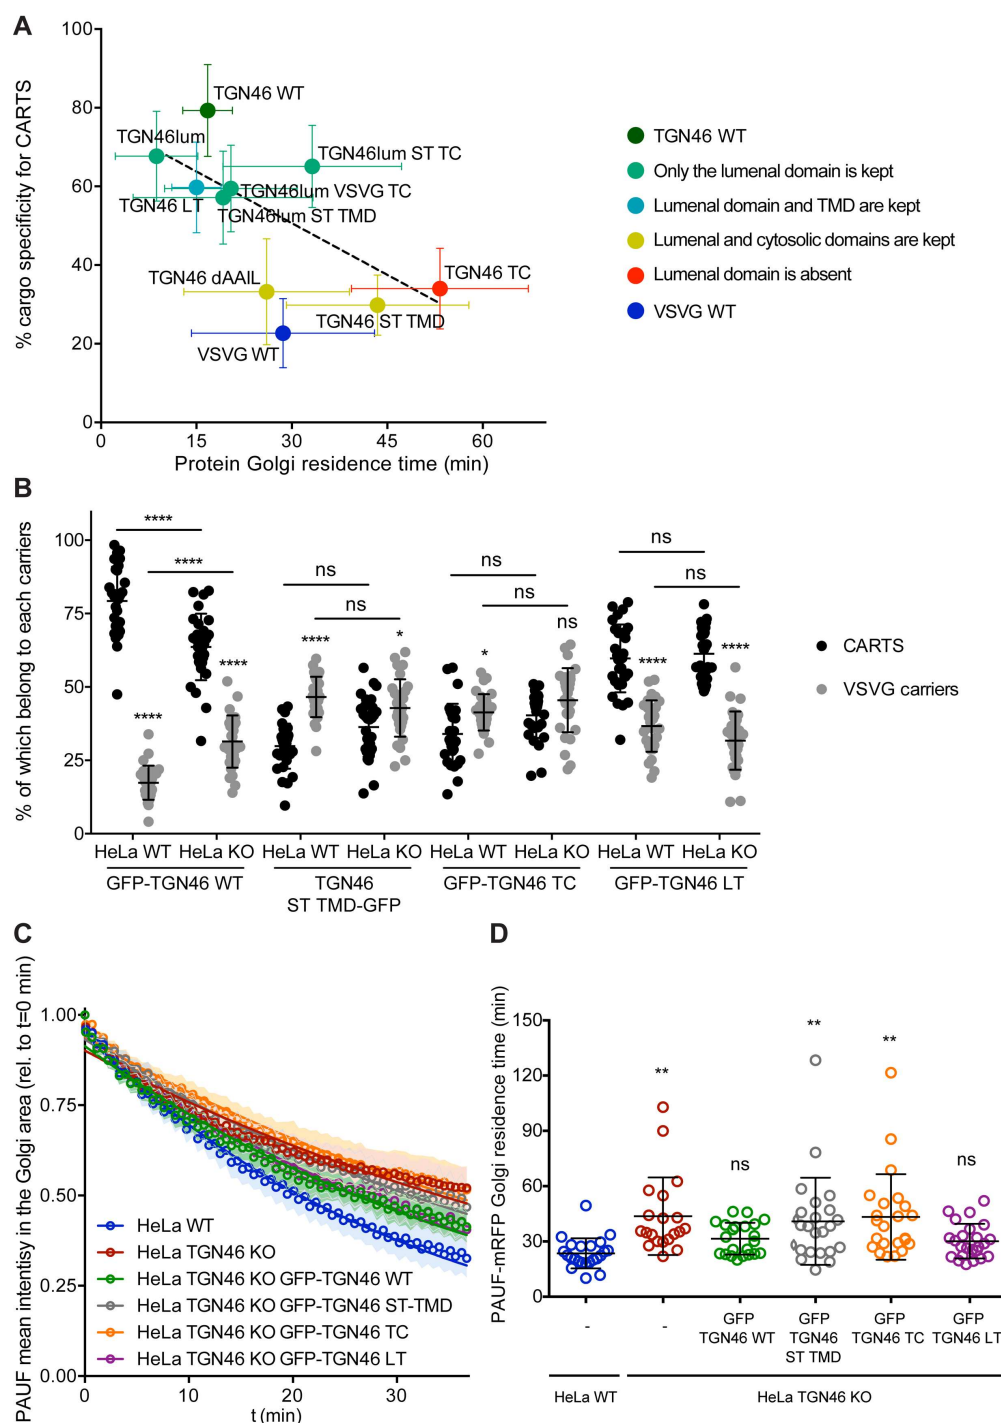 A
100
80
60
40
20
0
% cargo specificity for CARTS
TGN46 WT
TGN46lum
TGN46lum ST TC
TGN46lum VSVG TC
TGN46 LT
TGN46lum ST TMD
TGN46 dAAIL
TGN46 TC
TGN46 ST TMD
VSVG WT
0 15 30 45 60
Protein Golgi residence time (min)
TGN46 WT
Only the lumenal domain is kept
Lumenal domain and TMD are kept
Lumenal and cytosolic domains are kept
Lumenal domain is absent
VSVG WT
B
% of which belong to each carriers
100
75
50
25
0
**** **** **** ****
ns ns **** *
ns ns * ns
ns ns **** ****
CARTS
VSVG carriers
HeLa WT HeLa KO HeLa WT HeLa KO HeLa WT HeLa KO HeLa WT HeLa KO
GFP-TGN46 WT TGN46 GFP-TGN46 TC GFP-TGN46 LT
ST TMD-GFP
C
PAUF mean intentisy in the Golgi area (rel. to t=0 min)
1.00
0.75
0.50
0.25
0.00
HeLa WT
HeLa TGN46 KO
HeLa TGN46 KO GFP-TGN46 WT
HeLa TGN46 KO GFP-TGN46 ST-TMD
HeLa TGN46 KO GFP-TGN46 TC
HeLa TGN46 KO GFP-TGN46 LT
0 10 20 30
t (min)
D
PAUF-mRFP Golgi residence time (min)
150
120
90
60
30
0
** ns ** ** ns
- - GFP GFP GFP GFP
TGN46 WT TGN46 TGN46 TC TGN46 LT
ST TMD
HeLa WT HeLa TGN46 KO